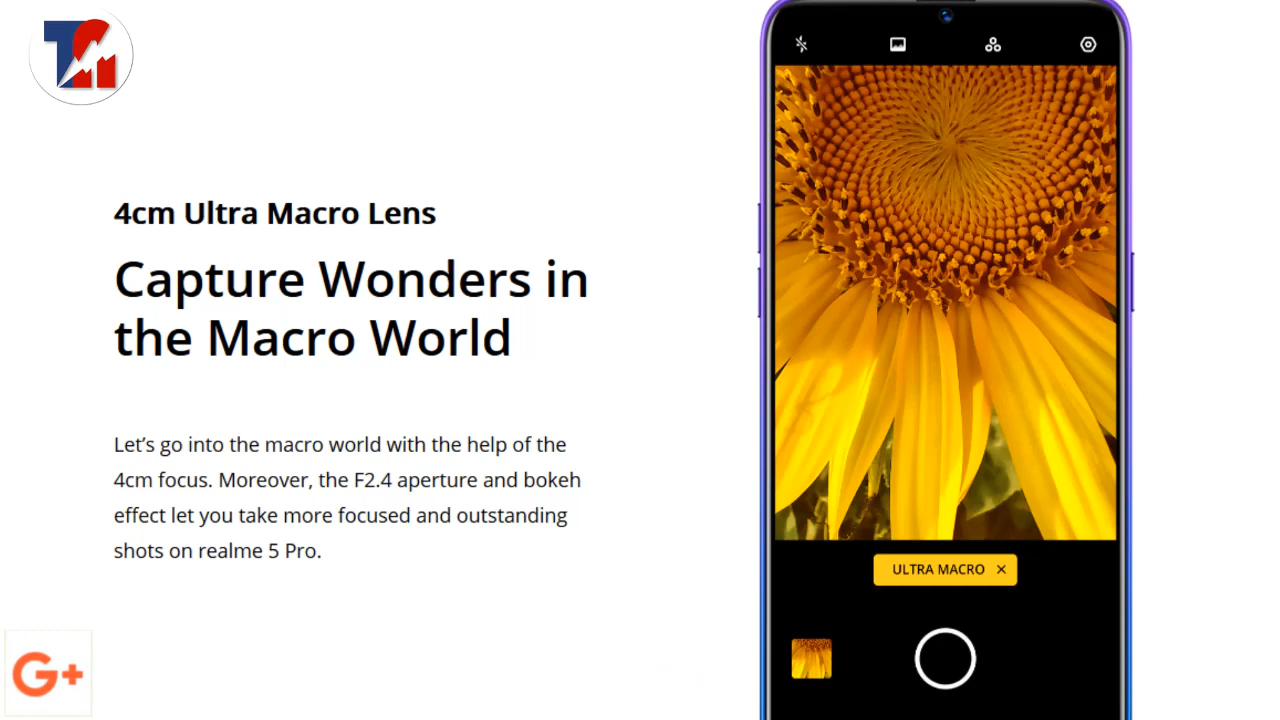 4cm Ultra Macro Lens
Capture Wonders in
the Macro World
Let’s go into the macro world with the help of the
4cm focus. Moreover, the F2.4 aperture and bokeh
effect let you take more focused and outstanding
shots on realme 5 Pro.
ULTRA MACRO ×
G+